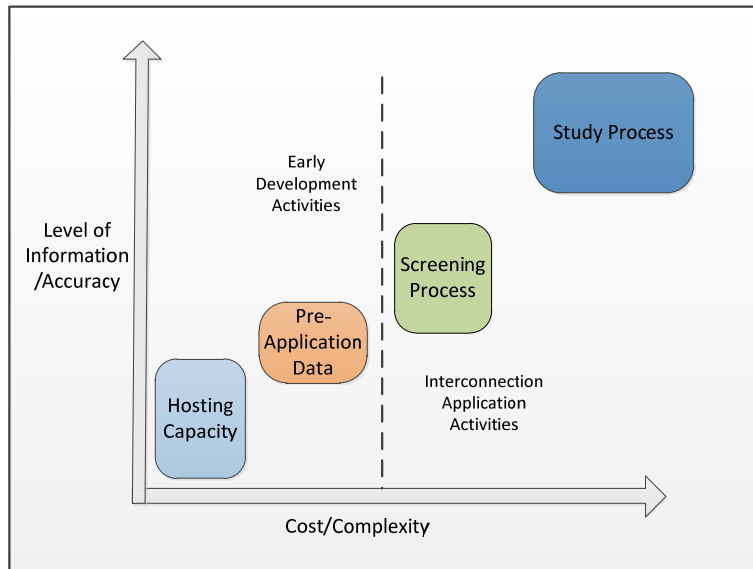 Study Process
Early
Development
Activities
Level of
Information
/Accuracy
Screening
Process
Pre-
Application
Data
Interconnection
Application
Activities
Hosting
Capacity
Cost/Complexity